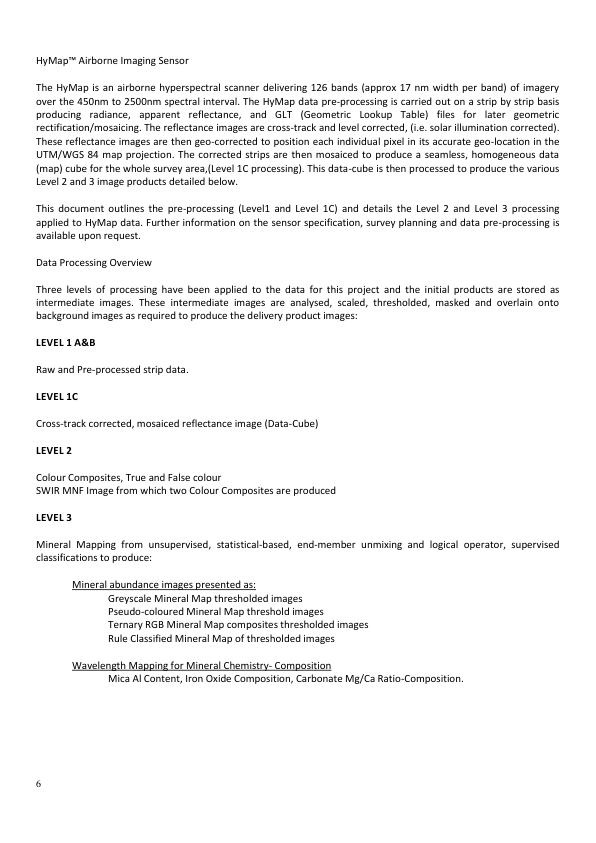 HyMap™ Airborne Imaging Sensor
The HyMap is an airborne hyperspectral scanner delivering 126 bands (approx 17 nm width per band) of imagery
over the 450nm to 2500nm spectral interval. The HyMap data pre-processing is carried out on a strip by strip basis
producing radiance, apparent reflectance, and GLT (Geometric Lookup Table) files for later geometric
rectification/mosaicing. The reflectance images are cross-track and level corrected, (i.e. solar illumination corrected).
These reflectance images are then geo-corrected to position each individual pixel in its accurate geo-location in the
UTM/WGS 84 map projection. The corrected strips are then mosaiced to produce a seamless, homogeneous data
(map) cube for the whole survey area,(Level 1C processing). This data-cube is then processed to produce the various
Level 2 and 3 image products detailed below.
This document outlines the pre-processing (Level1 and Level 1C) and details the Level 2 and Level 3 processing
applied to HyMap data. Further information on the sensor specification, survey planning and data pre-processing is
available upon request.
Data Processing Overview
Three levels of processing have been applied to the data for this project and the initial products are stored as
intermediate images. These intermediate images are analysed, scaled, thresholded, masked and overlain onto
background images as required to produce the delivery product images:
LEVEL 1 A&B
Raw and Pre-processed strip data.
LEVEL 1C
Cross-track corrected, mosaiced reflectance image (Data-Cube)
LEVEL 2
Colour Composites, True and False colour
SWIR MNF Image from which two Colour Composites are produced
LEVEL 3
Mineral Mapping from unsupervised, statistical-based, end-member unmixing and logical operator, supervised
classifications to produce:
Mineral abundance images presented as:
Greyscale Mineral Map thresholded images
Pseudo-coloured Mineral Map threshold images
Ternary RGB Mineral Map composites thresholded images
Rule Classified Mineral Map of thresholded images
Wavelength Mapping for Mineral Chemistry- Composition
Mica Al Content, Iron Oxide Composition, Carbonate Mg/Ca Ratio-Composition.
6